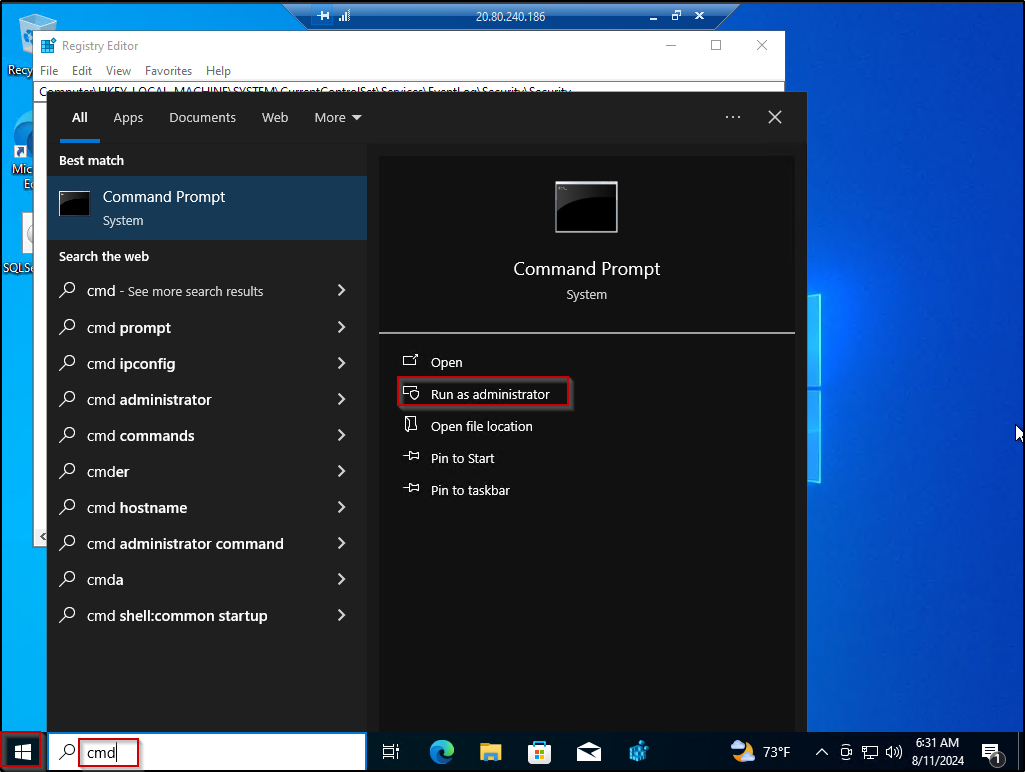 20.80.240.186
Registry Editor
File Edit View Favorites Help
Computer\HKEY_LOCAL_MACHINE\SYSTEM\CurrentControlSet\Services\EventLog\Security\Security
Recy
Mic
SQLSe
All Apps Documents Web More
Best match
Command Prompt
System
Search the web
cmd - See more search results
cmd prompt
cmd ipconfig
cmd administrator
cmd commands
cmder
cmd hostname
cmd administrator command
cmda
cmd shell:common startup
Command Prompt
System
Open
Run as administrator
Open file location
Pin to Start
Pin to taskbar
cmd
73°F
6:31 AM
8/11/2024
1